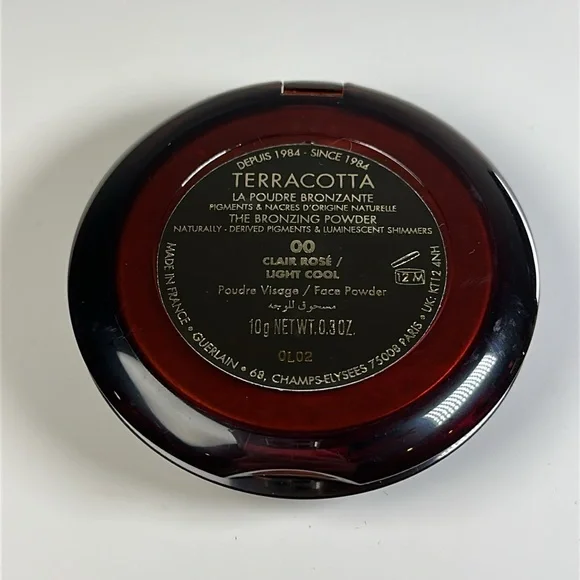 DEPUIS 1984 - SINCE 1984
TERRACOTTA
LA POUDRE BRONZANTE
PIGMENTS & NACRES D'ORIGINE NATURELLE
THE BRONZING POWDER
NATURALLY - DERIVED PIGMENTS & LUMINESCENT SHIMMERS
00
CLAIR ROSÉ /
LIGHT COOL
12 M
Poudre Visage / Face Powder
مسحوق للوجه
10g NET WT. 0.3 OZ.
0L02
MADE IN FRANCE • GUERLAIN • 68, CHAMPS-ELYSEES 75008 PARIS • UK: KT12 4NH